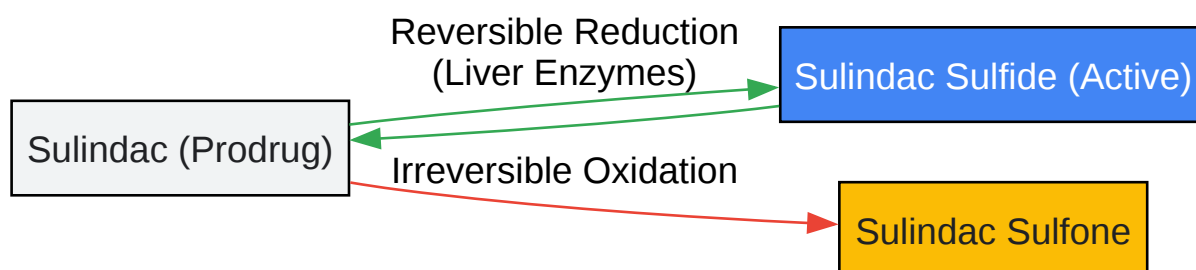 Reversible Reduction
(Liver Enzymes)
Sulindac Sulfide (Active)
Sulindac (Prodrug)
Irreversible Oxidation
Sulindac Sulfone